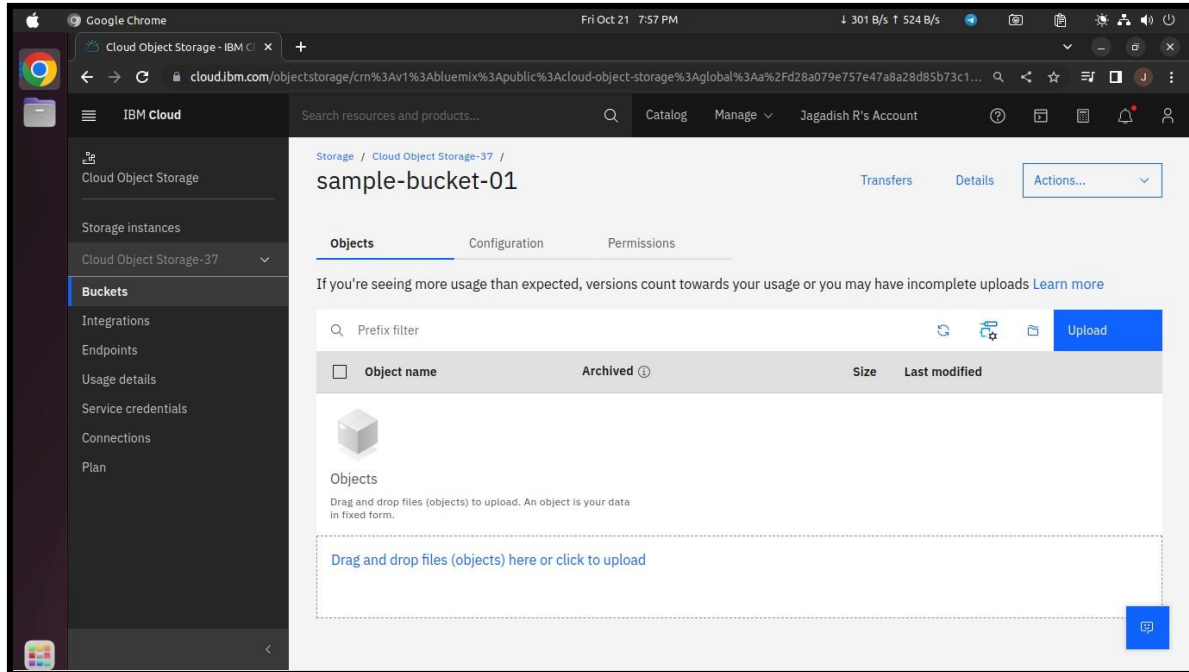 Google Chrome Fri Oct 21 7:57 PM ↓ 301 B/s ↑ 524 B/s
Cloud Object Storage - IBM Cl
cloud.ibm.com/objectstorage/crn%3Av1%3Abluemix%3Apublic%3Acloud-object-storage%3Aglobal%3Aa%2Fd28a079e757e47a8a28d85b73c1... J
IBM Cloud Search resources and products... Catalog Manage Jagadish R's Account
Cloud Object Storage
Storage instances
Cloud Object Storage-37
Buckets
Integrations
Endpoints
Usage details
Service credentials
Connections
Plan
Storage / Cloud Object Storage-37 /
sample-bucket-01
Transfers Details Actions...
Objects Configuration Permissions
If you're seeing more usage than expected, versions count towards your usage or you may have incomplete uploads Learn more
Prefix filter Upload
Object name Archived Size Last modified
Objects
Drag and drop files (objects) to upload. An object is your data
in fixed form.
Drag and drop files (objects) here or click to upload